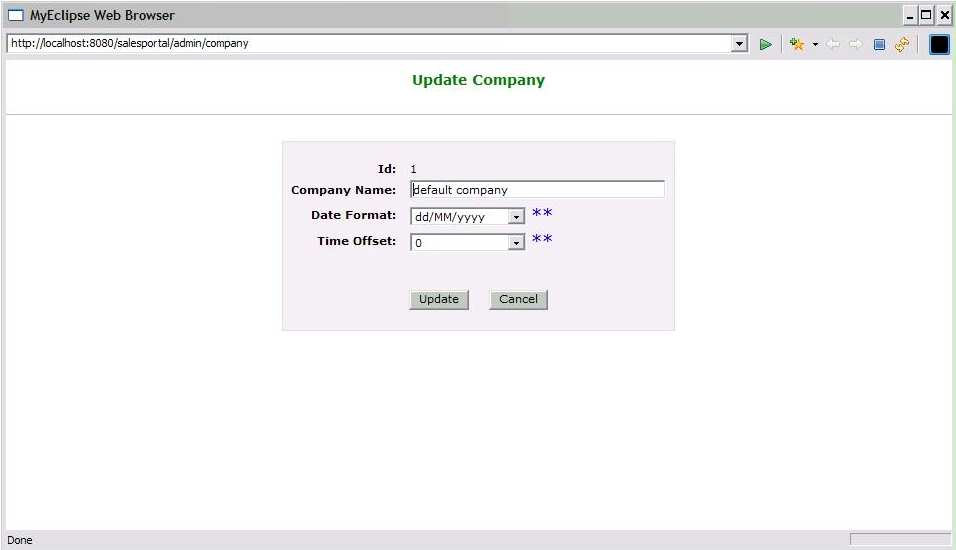 MyEclipse Web Browser
http://localhost:8080/salesportal/admin/company
Update Company
Id: 1
Company Name: default company
Date Format: dd/MM/yyyy **
Time Offset: 0 **
Update Cancel
Done